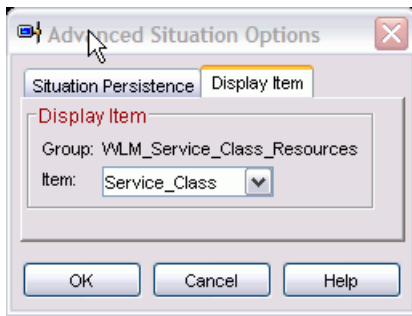 Advanced Situation Options
Situation Persistence Display Item
Display Item
Group: WLM_Service_Class_Resources
Item: Service_Class
OK Cancel Help